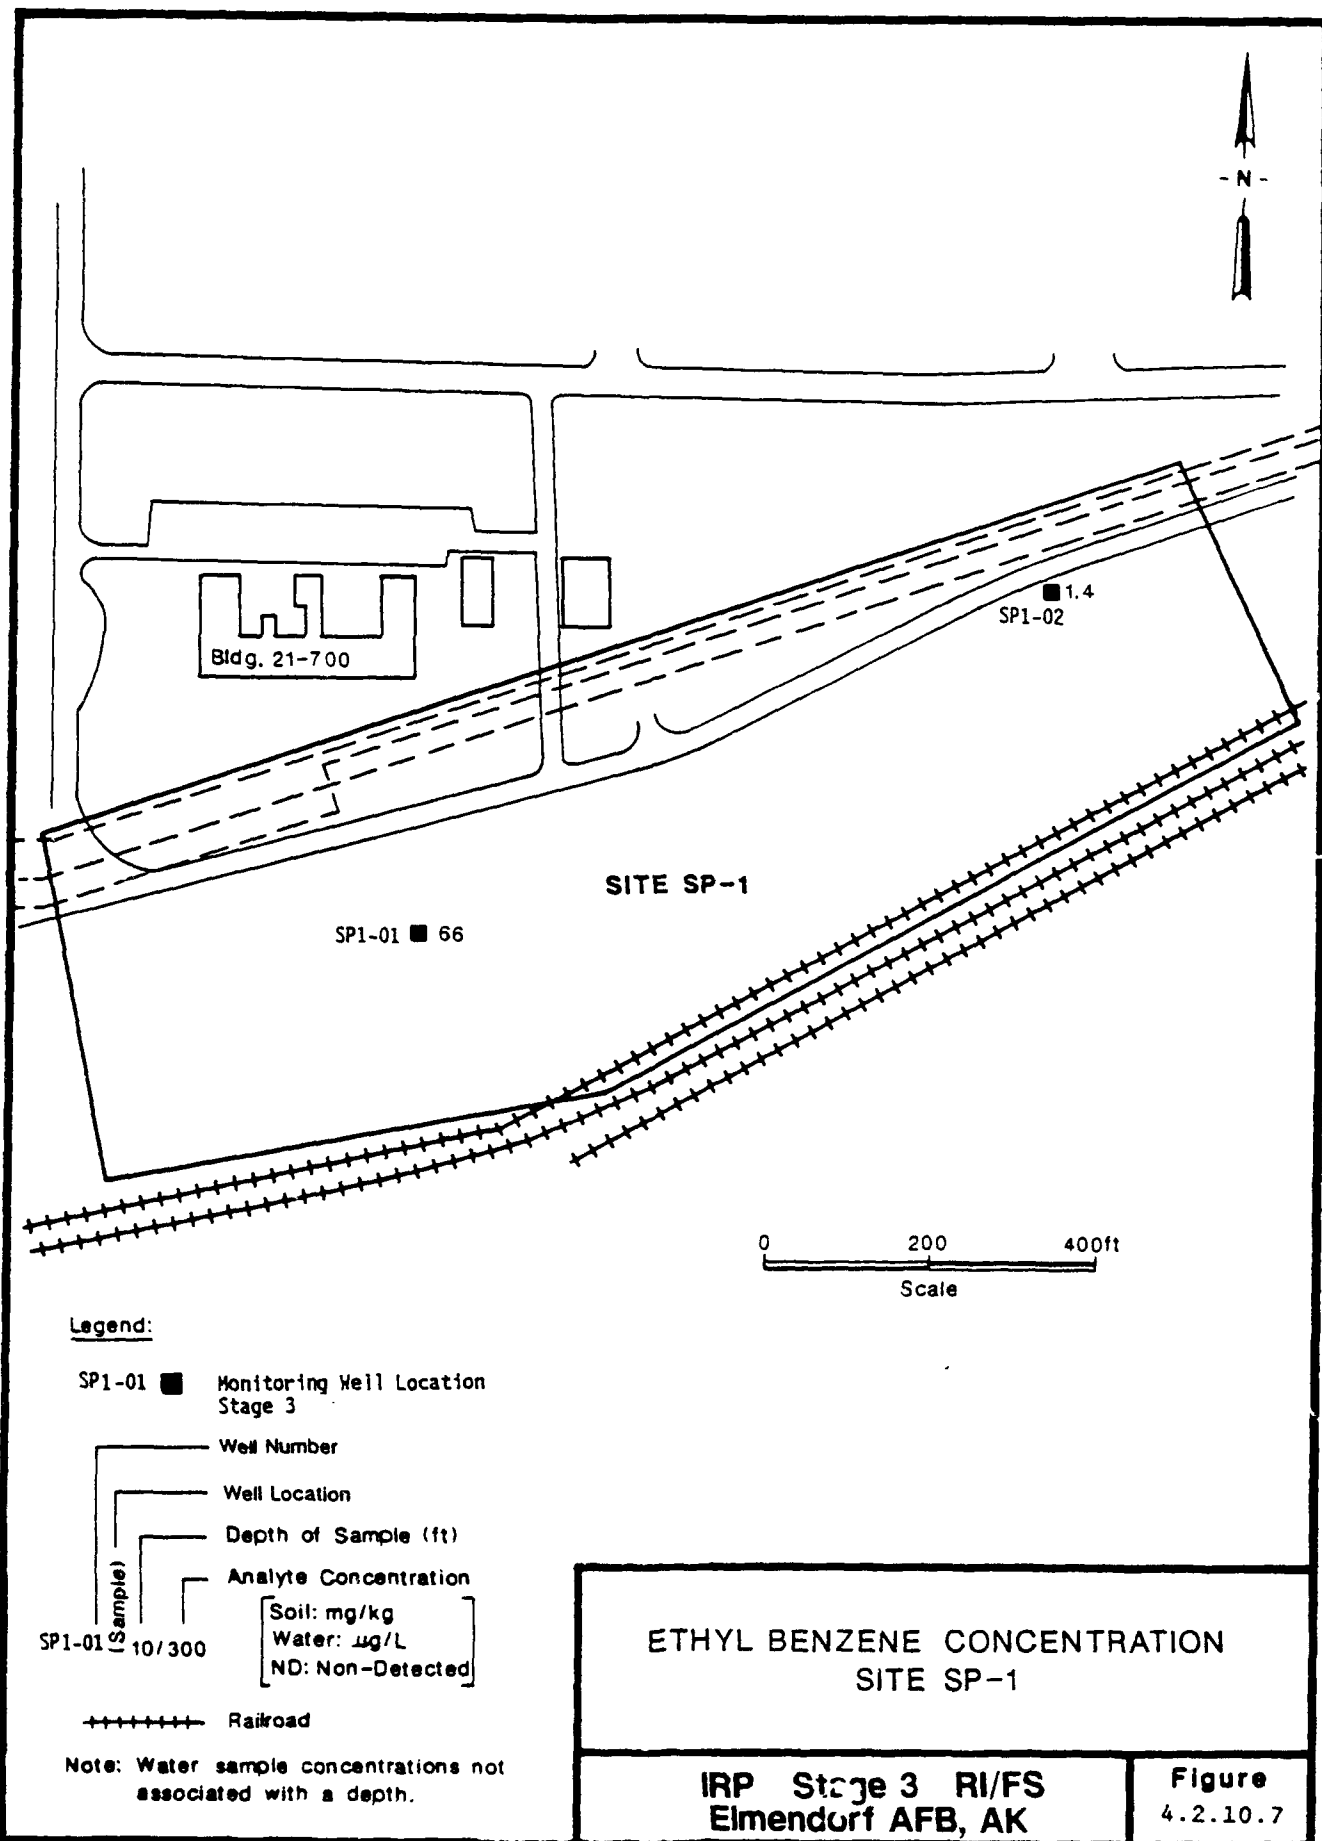 - N -
1.4
SP1-02
Bldg. 21-700
SITE SP-1
SP1-01 66
0 200 400ft
Scale
Legend:
SP1-01 Monitoring Well Location
Stage 3
Well Number
Well Location
Depth of Sample (ft)
Analyte Concentration
Soil: mg/kg
Water: µg/L
ND: Non-Detected
SP1-01 (Sample) 10/300
Railroad
Note: Water sample concentrations not
associated with a depth.
ETHYL BENZENE CONCENTRATION
SITE SP-1
IRP Stage 3 RI/FS
Elmendorf AFB, AK
Figure
4.2.10.7